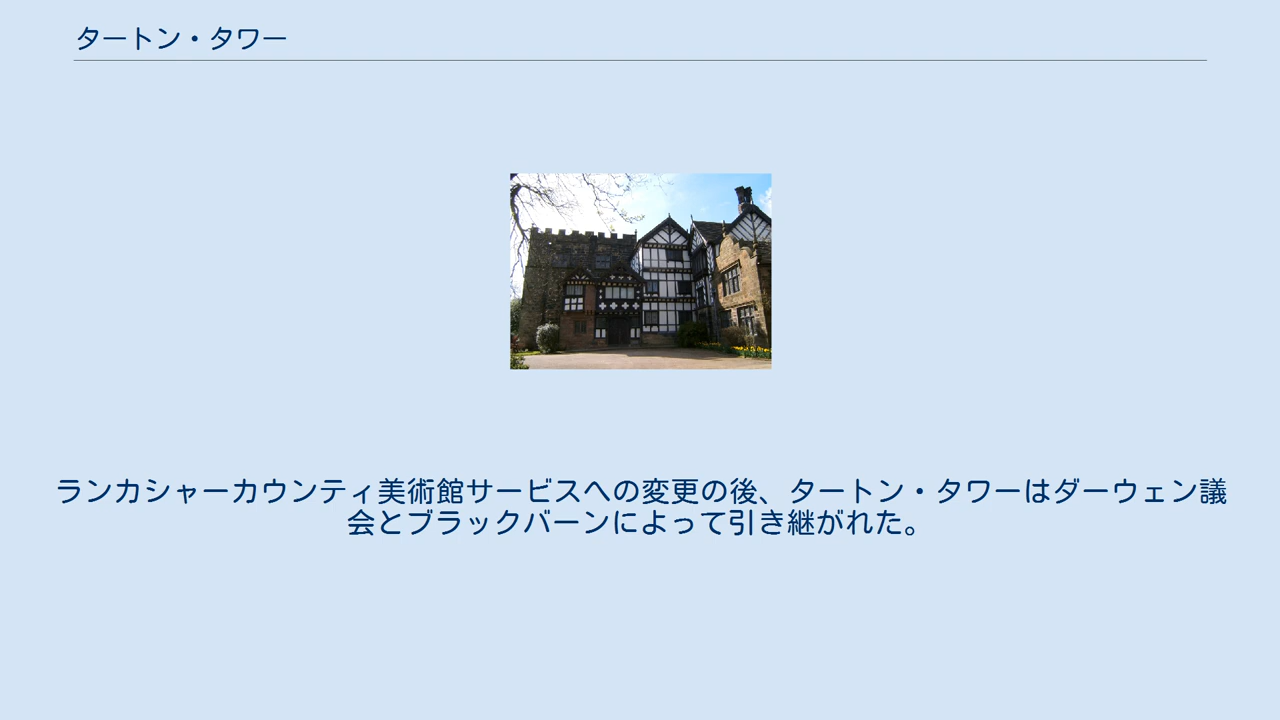 タートン・タワー
ランカシャーカウンティ美術館サービスへの変更の後、タートン・タワーはダーウェン議
会とブラックバーンによって引き継がれた。